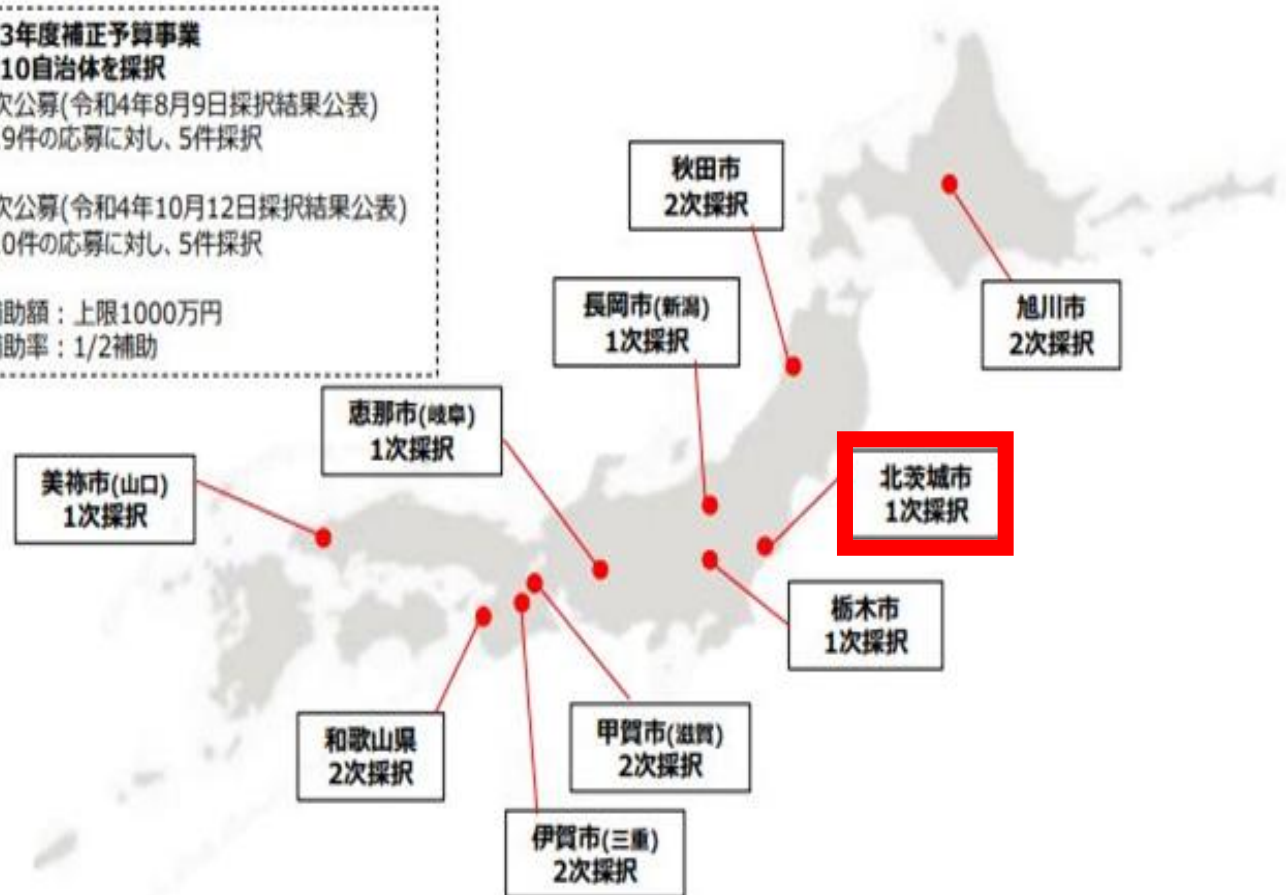 3年度補正予算事業
10自治体を採択
次公募(令和4年8月9日採択結果公表)
9件の応募に対し、5件採択
次公募(令和4年10月12日採択結果公表)
0件の応募に対し、5件採択
補助額：上限1000万円
補助率：1/2補助
秋田市
2次採択
旭川市
2次採択
長岡市(新潟)
1次採択
恵那市(岐阜)
1次採択
美祢市(山口)
1次採択
北茨城市
1次採択
栃木市
1次採択
和歌山県
2次採択
甲賀市(滋賀)
2次採択
伊賀市(三重)
2次採択